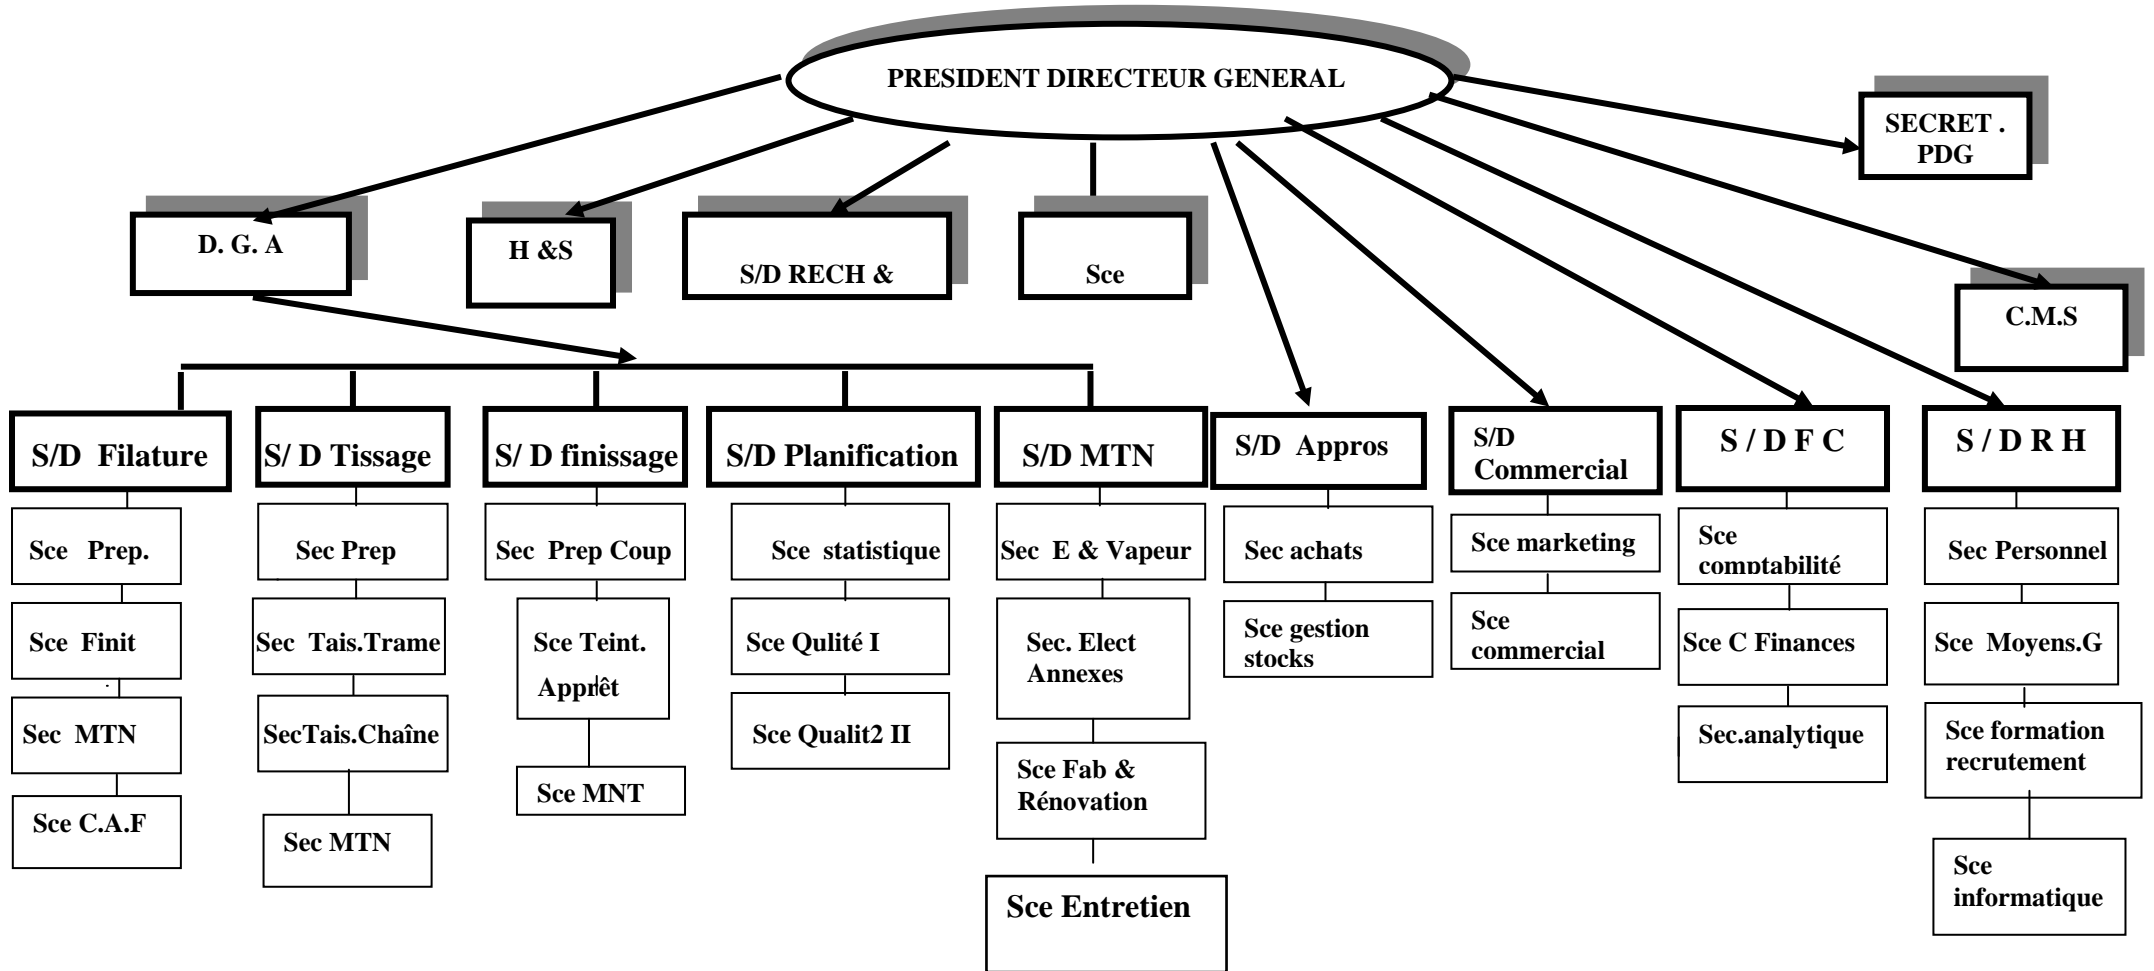 PRESIDENT DIRECTEUR GENERAL
SECRET .
PDG
D. G. A
H &S
S/D RECH &
Sce
C.M.S
S/D Filature
S/ D Tissage
S/ D finissage
S/D Planification
S/D MTN
S/D Appros
S/D
Commercial
S / D F C
S / D R H
Sce Prep.
Sce Finit
Sec MTN
Sce C.A.F
Sec Prep
Sec Tais.Trame
SecTais.Chaîne
Sec MTN
Sec Prep Coup
Sce Teint.
Apprêt
Sce MNT
Sce statistique
Sce Qulité I
Sce Qualit2 II
Sec E & Vapeur
Sec. Elect
Annexes
Sce Fab &
Rénovation
Sce Entretien
Sec achats
Sce gestion
stocks
Sce marketing
Sce
commercial
Sce
comptabilité
Sce C Finances
Sec.analytique
Sec Personnel
Sce Moyens.G
Sce formation
recrutement
Sce
informatique